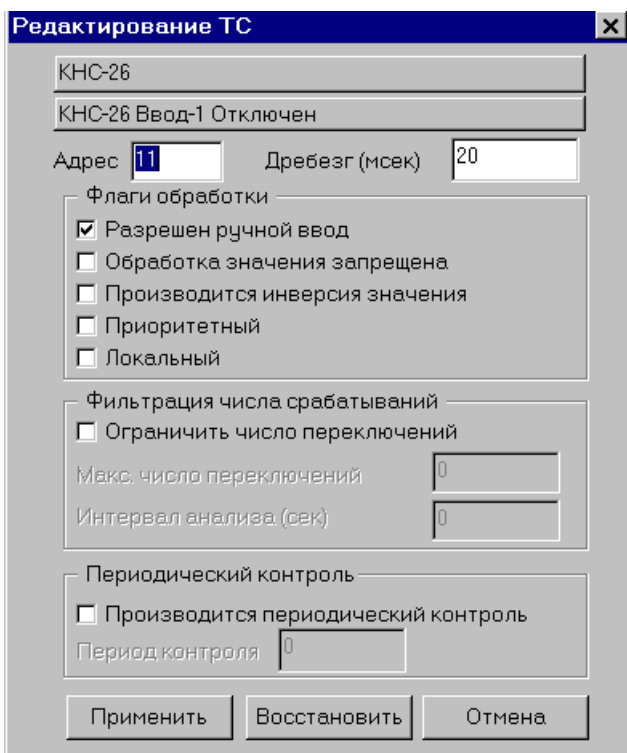 Редактирование ТС
КНС-26
КНС-26 Ввод-1 Отключен
Адрес 11 Дребезг (мсек) 20
Флаги обработки
Разрешен ручной ввод
Обработка значения запрещена
Производится инверсия значения
Приоритетный
Локальный
Фильтрация числа срабатываний
Ограничить число переключений
Макс. число переключений 0
Интервал анализа (сек) 0
Периодический контроль
Производится периодический контроль
Период контроля 0
Применить Восстановить Отмена